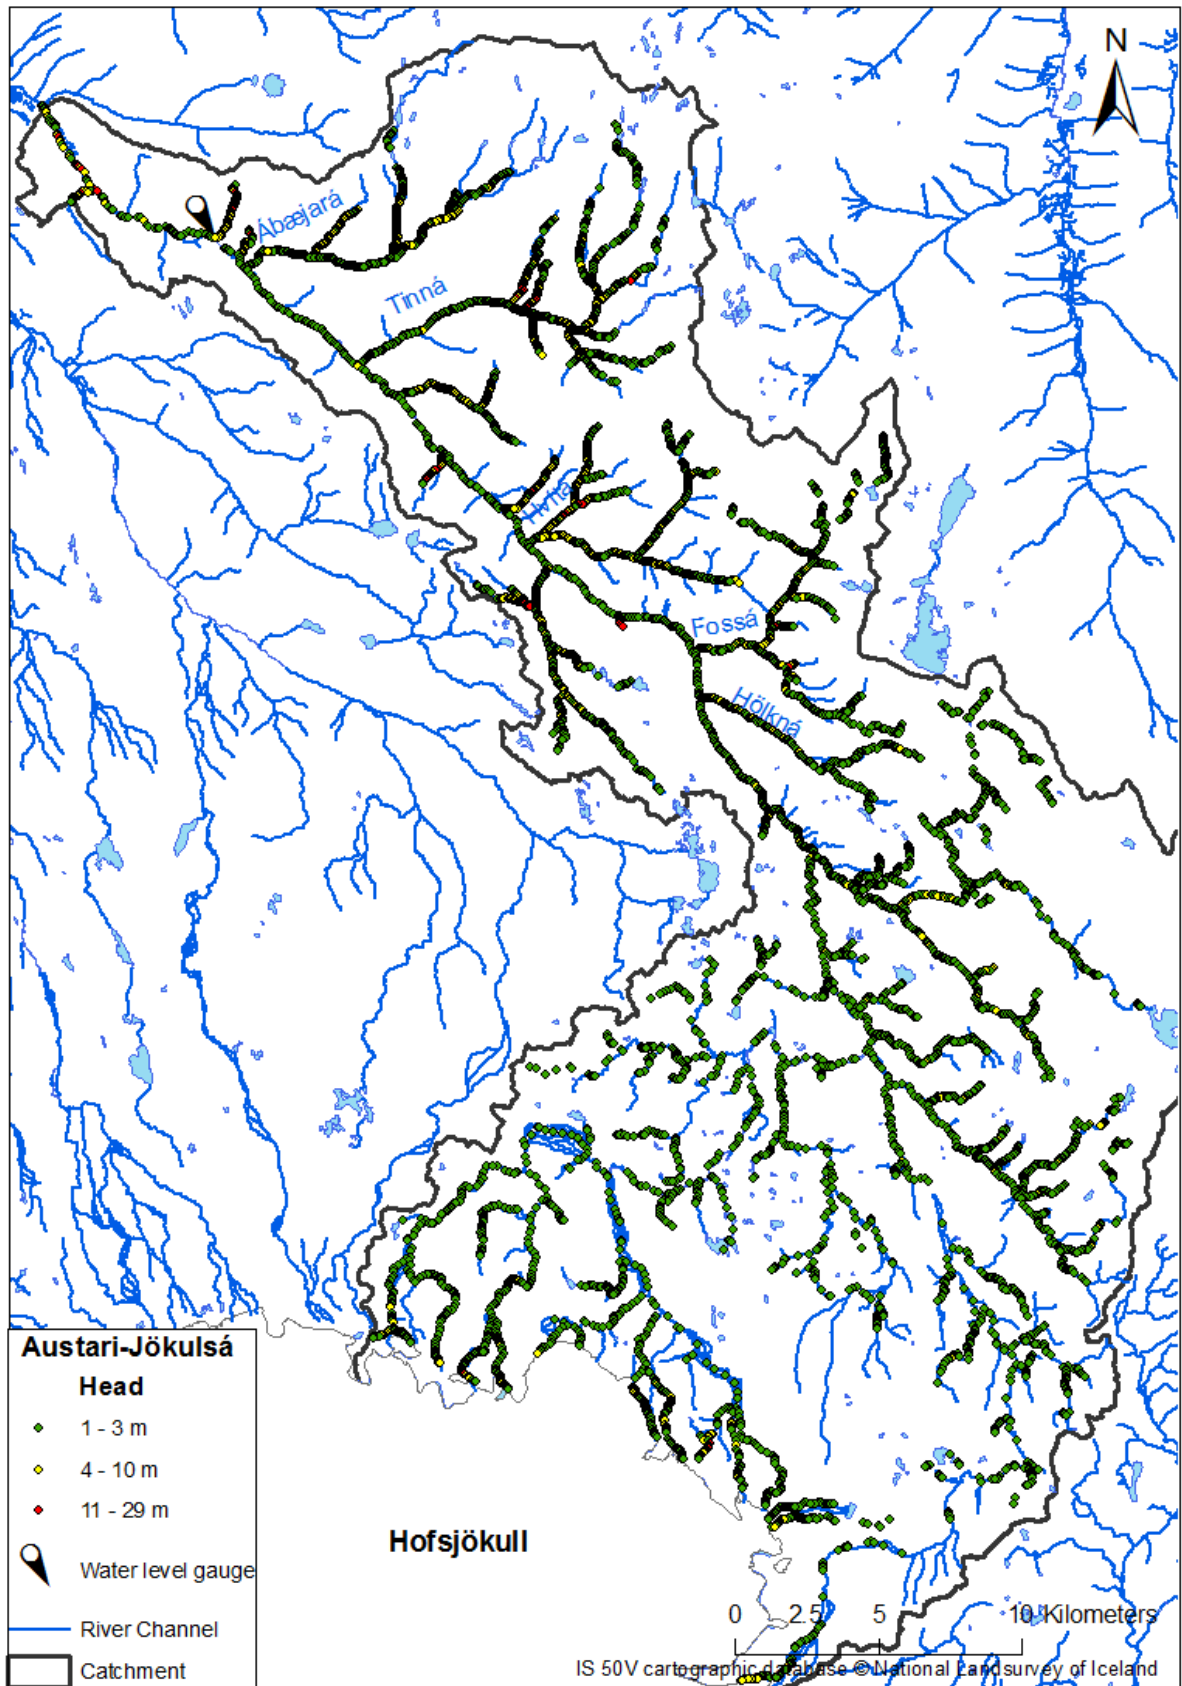 N
Ábæjará
Tinná
Hvítá
Fossá
Hölkná
Austari-Jökulsá
Head
1 - 3 m
4 - 10 m
11 - 29 m
Water level gauge
River Channel
Catchment
Hofsjökull
0 2.5 5 10 Kilometers
IS 50V cartographic database © National Landsurvey of Iceland